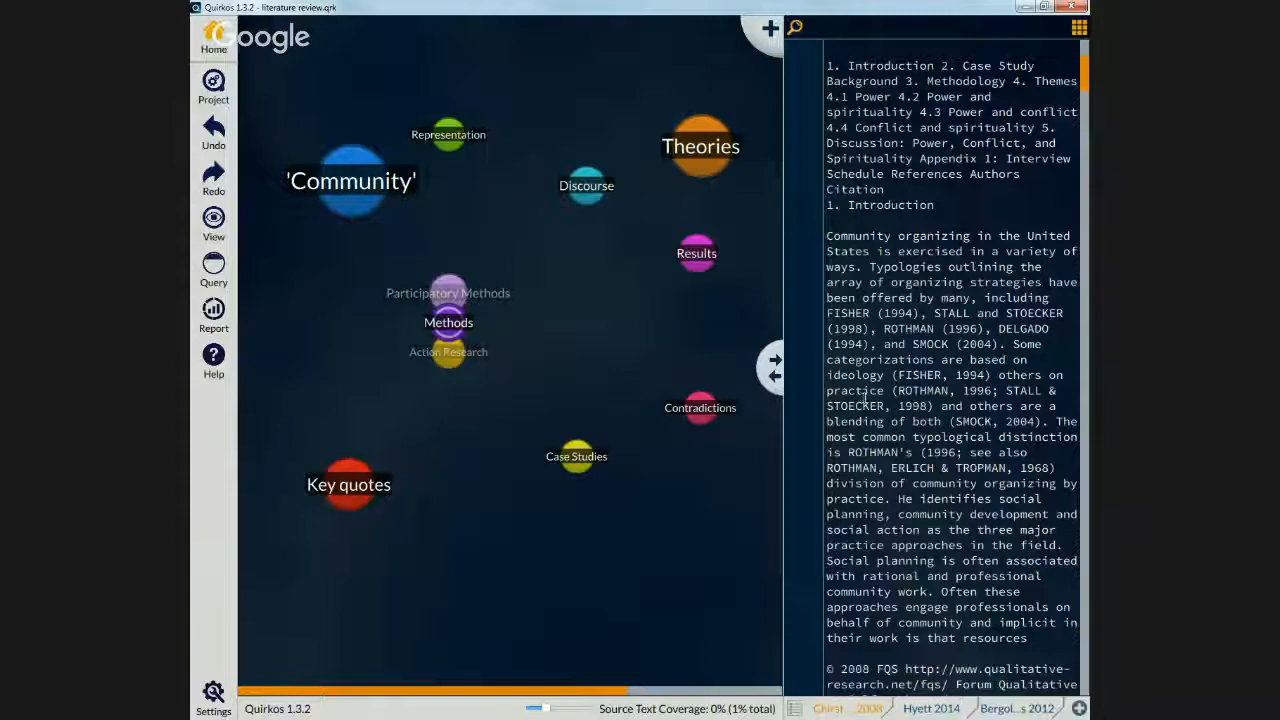 Quirkos 1.3.2 - literature review.qrk
Home
Google
Project
Undo
Redo
View
Query
Report
Help
Settings
Representation
Theories
'Community'
Discourse
Results
Participatory Methods
Methods
Action Research
Contradictions
Case Studies
Key quotes
1. Introduction 2. Case Study
Background 3. Methodology 4. Themes
4.1 Power 4.2 Power and
spirituality 4.3 Power and conflict
4.4 Conflict and spirituality 5.
Discussion: Power, Conflict, and
Spirituality Appendix 1: Interview
Schedule References Authors
Citation
1. Introduction
Community organizing in the United
States is exercised in a variety of
ways. Typologies outlining the
array of organizing strategies have
been offered by many, including
FISHER (1994), STALL and STOECKER
(1998), ROTHMAN (1996), DELGADO
(1994), and SMOCK (2004). Some
categorizations are based on
ideology (FISHER, 1994) others on
practice (ROTHMAN, 1996; STALL &
STOECKER, 1998) and others are a
blending of both (SMOCK, 2004). The
most common typological distinction
is ROTHMAN's (1996; see also
ROTHMAN, ERLICH & TROPMAN, 1968)
division of community organizing by
practice. He identifies social
planning, community development and
social action as the three major
practice approaches in the field.
Social planning is often associated
with rational and professional
community work. Often these
approaches engage professionals on
behalf of community and implicit in
their work is that resources
© 2008 FQS http://www.qualitative-
research.net/fqs/ Forum Qualitative
Quirkos 1.3.2
Source Text Coverage: 0% (1% total)
Chirst... 2008
Hyett 2014
Bergol...s 2012